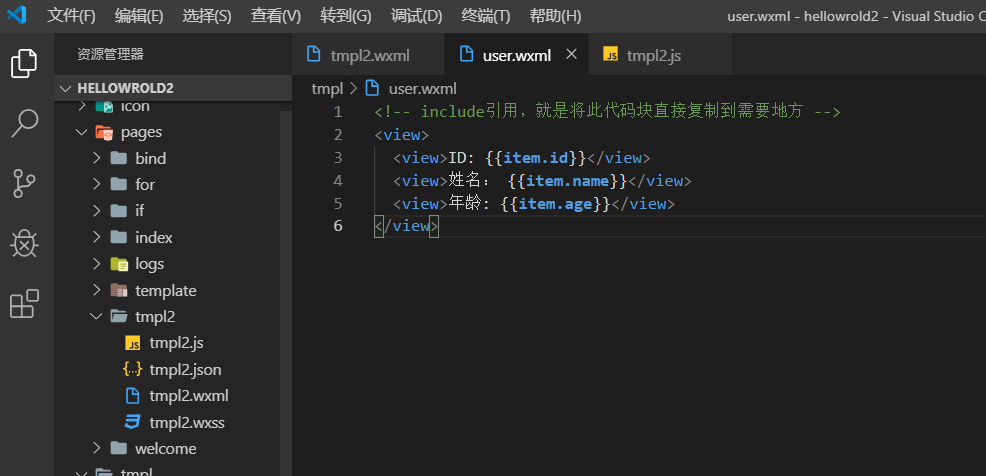 文件(F) 编辑(E) 选择(S) 查看(V) 转到(G) 调试(D) 终端(T) 帮助(H) user.wxml - hellowrold2 - Visual Studio C
资源管理器
HELLOWROLD2
icon
pages
bind
for
if
index
logs
template
tmpl2
tmpl2.js
tmpl2.json
tmpl2.wxml
tmpl2.wxss
welcome
tmpl
tmpl2.wxml user.wxml JS tmpl2.js
tmpl > user.wxml
1 <!-- include引用，就是将此代码块直接复制到需要地方 -->
2 <view>
3 <view>ID: {{item.id}}</view>
4 <view>姓名： {{item.name}}</view>
5 <view>年龄: {{item.age}}</view>
6 </view>